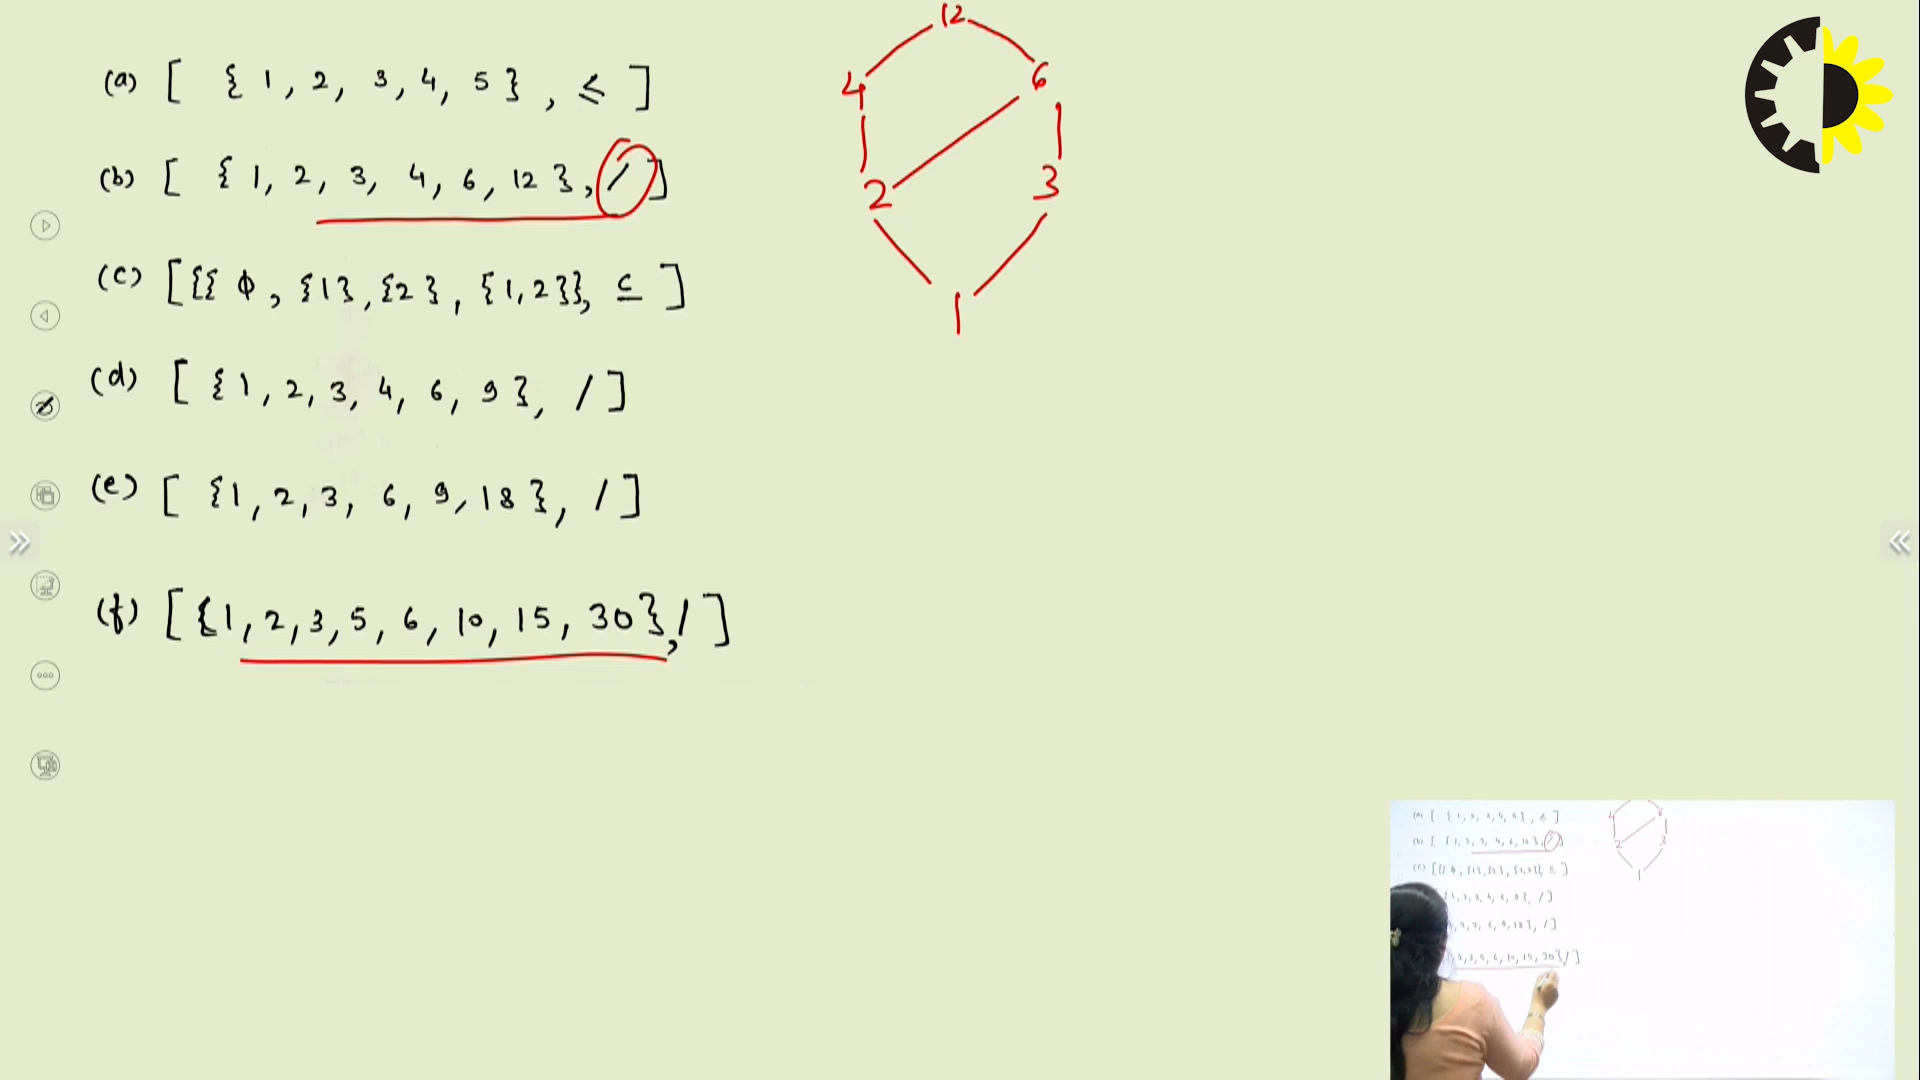 (a) [ { 1, 2, 3, 4, 5 } , ≤ ]
(b) [ { 1, 2, 3, 4, 6, 12 }, / ]
(c) [{{ ϕ, {1}, {2}, {1, 2}}, ⊆ ]
(d) [ { 1, 2, 3, 4, 6, 9 }, / ]
(e) [ {1, 2, 3, 6, 9, 18 }, / ]
(f) [ {1, 2, 3, 5, 6, 10, 15, 30}, / ]
12
4 6
2 3
1